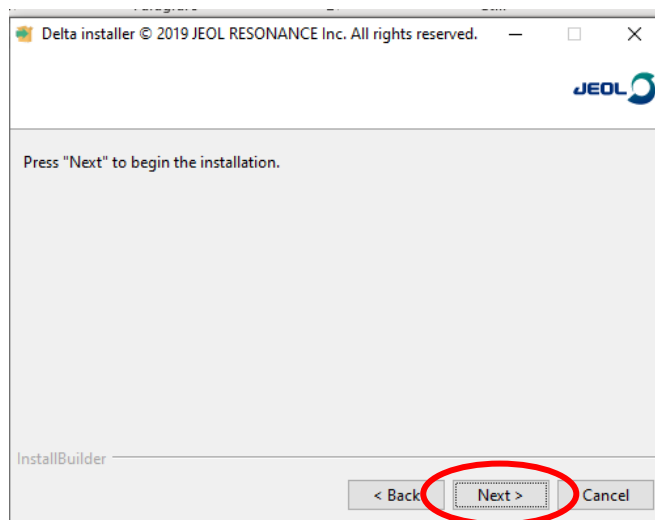 Delta installer © 2019 JEOL RESONANCE Inc. All rights reserved.
JEOL
Press "Next" to begin the installation.
InstallBuilder
< Back Next > Cancel